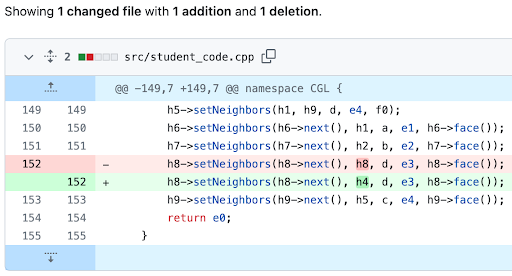 Showing 1 changed file with 1 addition and 1 deletion.
2 src/student_code.cpp
@@ -149,7 +149,7 @@ namespace CGL {
149 149 h5->setNeighbors(h1, h9, d, e4, f0);
150 150 h6->setNeighbors(h6->next(), h1, a, e1, h6->face());
151 151 h7->setNeighbors(h7->next(), h2, b, e2, h7->face());
152 - h8->setNeighbors(h8->next(), h8, d, e3, h8->face());
152 + h8->setNeighbors(h8->next(), h4, d, e3, h8->face());
153 153 h9->setNeighbors(h9->next(), h5, c, e4, h9->face());
154 154 return e0;
155 155 }